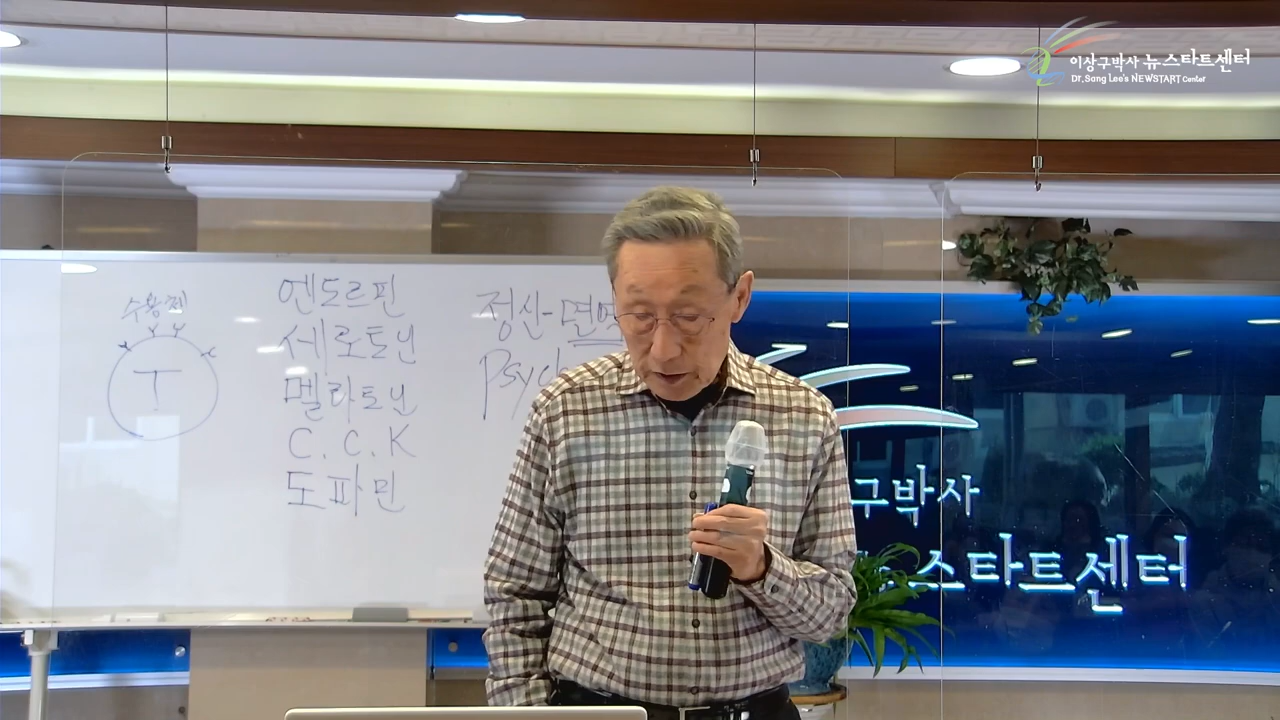 이상구박사 뉴스타트센터
Dr. Sang Lee's NEWSTART Center
수용체
T
엔도르핀
세로토닌
멜라토닌
C.C.K
도파민
정신-면역
Psych
구박사
뉴스타트센터